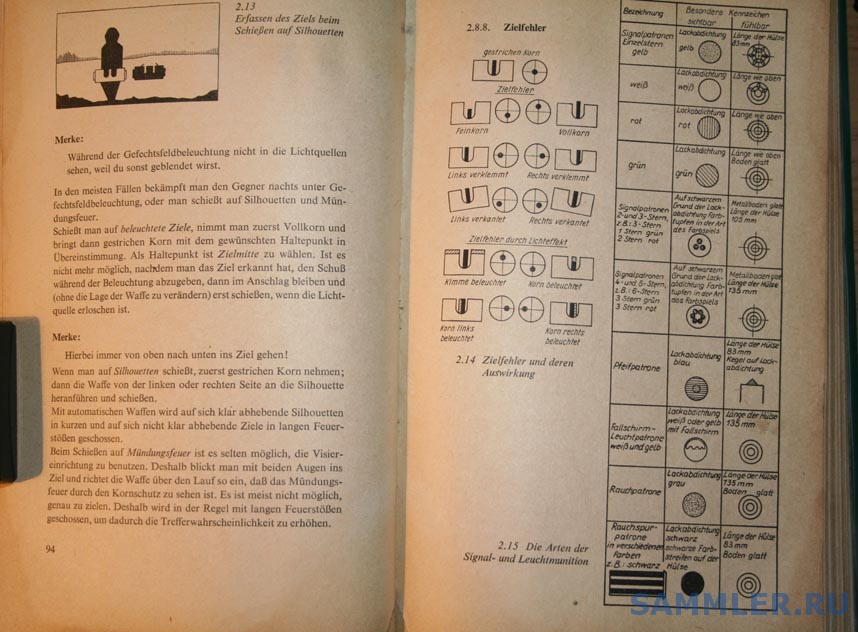 2.13
Erfassen des Ziels beim
Schießen auf Silhouetten
Merke:
Während der Gefechtsfeldbeleuchtung nicht in die Lichtquellen
sehen, weil du sonst geblendet wirst.
In den meisten Fällen bekämpft man den Gegner nachts unter Ge-
fechtsfeldbeleuchtung, oder man schießt auf Silhouetten und Mün-
dungsfeuer.
Schießt man auf beleuchtete Ziele, nimmt man zuerst Vollkorn und
bringt dann gestrichen Korn mit dem gewünschten Haltepunkt in
Übereinstimmung. Als Haltepunkt ist Zielmitte zu wählen. Ist es
nicht mehr möglich, nachdem man das Ziel erkannt hat, den Schuß
während der Beleuchtung abzugeben, dann im Anschlag bleiben und
(ohne die Lage der Waffe zu verändern) erst schießen, wenn die Licht-
quelle erloschen ist.
Merke:
Hierbei immer von oben nach unten ins Ziel gehen!
Wenn man auf Silhouetten schießt, zuerst gestrichen Korn nehmen;
dann die Waffe von der linken oder rechten Seite an die Silhouette
heranführen und schießen.
Mit automatischen Waffen wird auf sich klar abhebende Silhouetten
in kurzen und auf sich nicht klar abhebende Ziele in langen Feuer-
stößen geschossen.
Beim Schießen auf Mündungsfeuer ist es selten möglich, die Visier-
einrichtung zu benutzen. Deshalb blickt man mit beiden Augen ins
Ziel und richtet die Waffe über den Lauf so ein, daß das Mündungs-
feuer durch den Kornschutz zu sehen ist. Es ist meist nicht möglich,
genau zu zielen. Deshalb wird in der Regel mit langen Feuerstößen
geschossen, um dadurch die Trefferwahrscheinlichkeit zu erhöhen.
94
2.8.8. Zielfehler
gestrichen Korn
Zielfehler
Feinkorn Vollkorn
Links verklemmt Rechts verklemmt
Links verkantet Rechts verkantet
Zielfehler durch Lichteffekt
Kimme beleuchtet Korn beleuchtet
Korn links
beleuchtet
Korn rechts
beleuchtet
2.14 Zielfehler und deren
Auswirkung
2.15 Die Arten der
Signal- und Leuchtmunition
Bezeichnung
Besondere Kennzeichen
sichtbar fühlbar
Signalpatronen
Einzelstern
gelb
Lackabdichtung
gelb
Länge der Hülse
83 mm
weiß
Lackabdichtung
weiß
Länge wie oben
rot
Lackabdichtung
rot
Länge wie oben
grün
Lackabdichtung
grün
Länge wie oben
Boden glatt
Signalpatronen
2- und 3-Stern,
z.B.: 3-Stern
1 Stern grün
2 Stern rot
Auf schwarzem
Grund der Lack-
abdichtung Farb-
tupfen in der Art
des Farbspiels
Metallboden glatt
Länge der Hülse
105 mm
Signalpatronen
4- und 6-Stern,
z.B.: 6-Stern
3 Stern grün
3 Stern rot
Auf schwarzem
Grund der Lack-
abdichtung Farb-
tupfen in der Art
des Farbspiels
Metallboden glatt
Länge der Hülse
135 mm
Pfeifpatrone
Lackabdichtung
blau
Länge der Hülse
83 mm
Kegel auf Lack-
abdichtung
Fallschirm-
Leuchtpatrone
weiß und gelb
Lackabdichtung
weiß oder gelb
mit Fallschirm
Länge der Hülse
135 mm
Rauchpatrone
Lackabdichtung
grau
Länge der Hülse
135 mm
Boden glatt
Rauchspur-
patrone
in verschiedenen
Farben
z.B.: schwarz
Lackabdichtung
schwarz
schwarze Farb-
streifen auf der
Hülse
Länge der Hülse
83 mm
Boden glatt
SAMMLER.RU